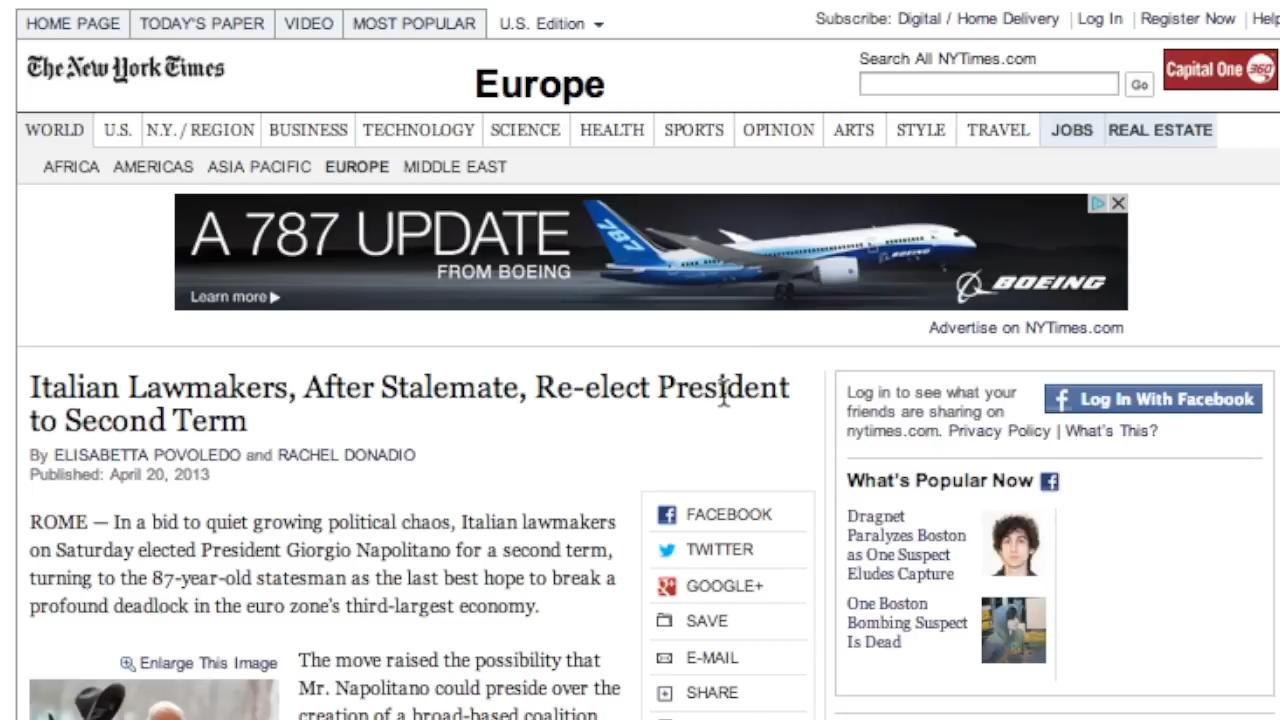 HOME PAGE TODAY'S PAPER VIDEO MOST POPULAR U.S. Edition
Subscribe: Digital / Home Delivery Log In Register Now Help
The New York Times
Europe
Search All NYTimes.com
Go
Capital One 360
WORLD U.S. N.Y. / REGION BUSINESS TECHNOLOGY SCIENCE HEALTH SPORTS OPINION ARTS STYLE TRAVEL JOBS REAL ESTATE
AFRICA AMERICAS ASIA PACIFIC EUROPE MIDDLE EAST
A 787 UPDATE
FROM BOEING
Learn more
787
BOEING
BOEING
Advertise on NYTimes.com
Italian Lawmakers, After Stalemate, Re-elect President
to Second Term
By ELISABETTA POVOLEDO and RACHEL DONADIO
Published: April 20, 2013
ROME — In a bid to quiet growing political chaos, Italian lawmakers
on Saturday elected President Giorgio Napolitano for a second term,
turning to the 87-year-old statesman as the last best hope to break a
profound deadlock in the euro zone's third-largest economy.
Enlarge This Image
The move raised the possibility that
Mr. Napolitano could preside over the
creation of a broad-based coalition
FACEBOOK
TWITTER
GOOGLE+
SAVE
E-MAIL
SHARE
Log in to see what your
friends are sharing on
nytimes.com. Privacy Policy | What's This?
Log In With Facebook
What's Popular Now
Dragnet
Paralyzes Boston
as One Suspect
Eludes Capture
One Boston
Bombing Suspect
Is Dead